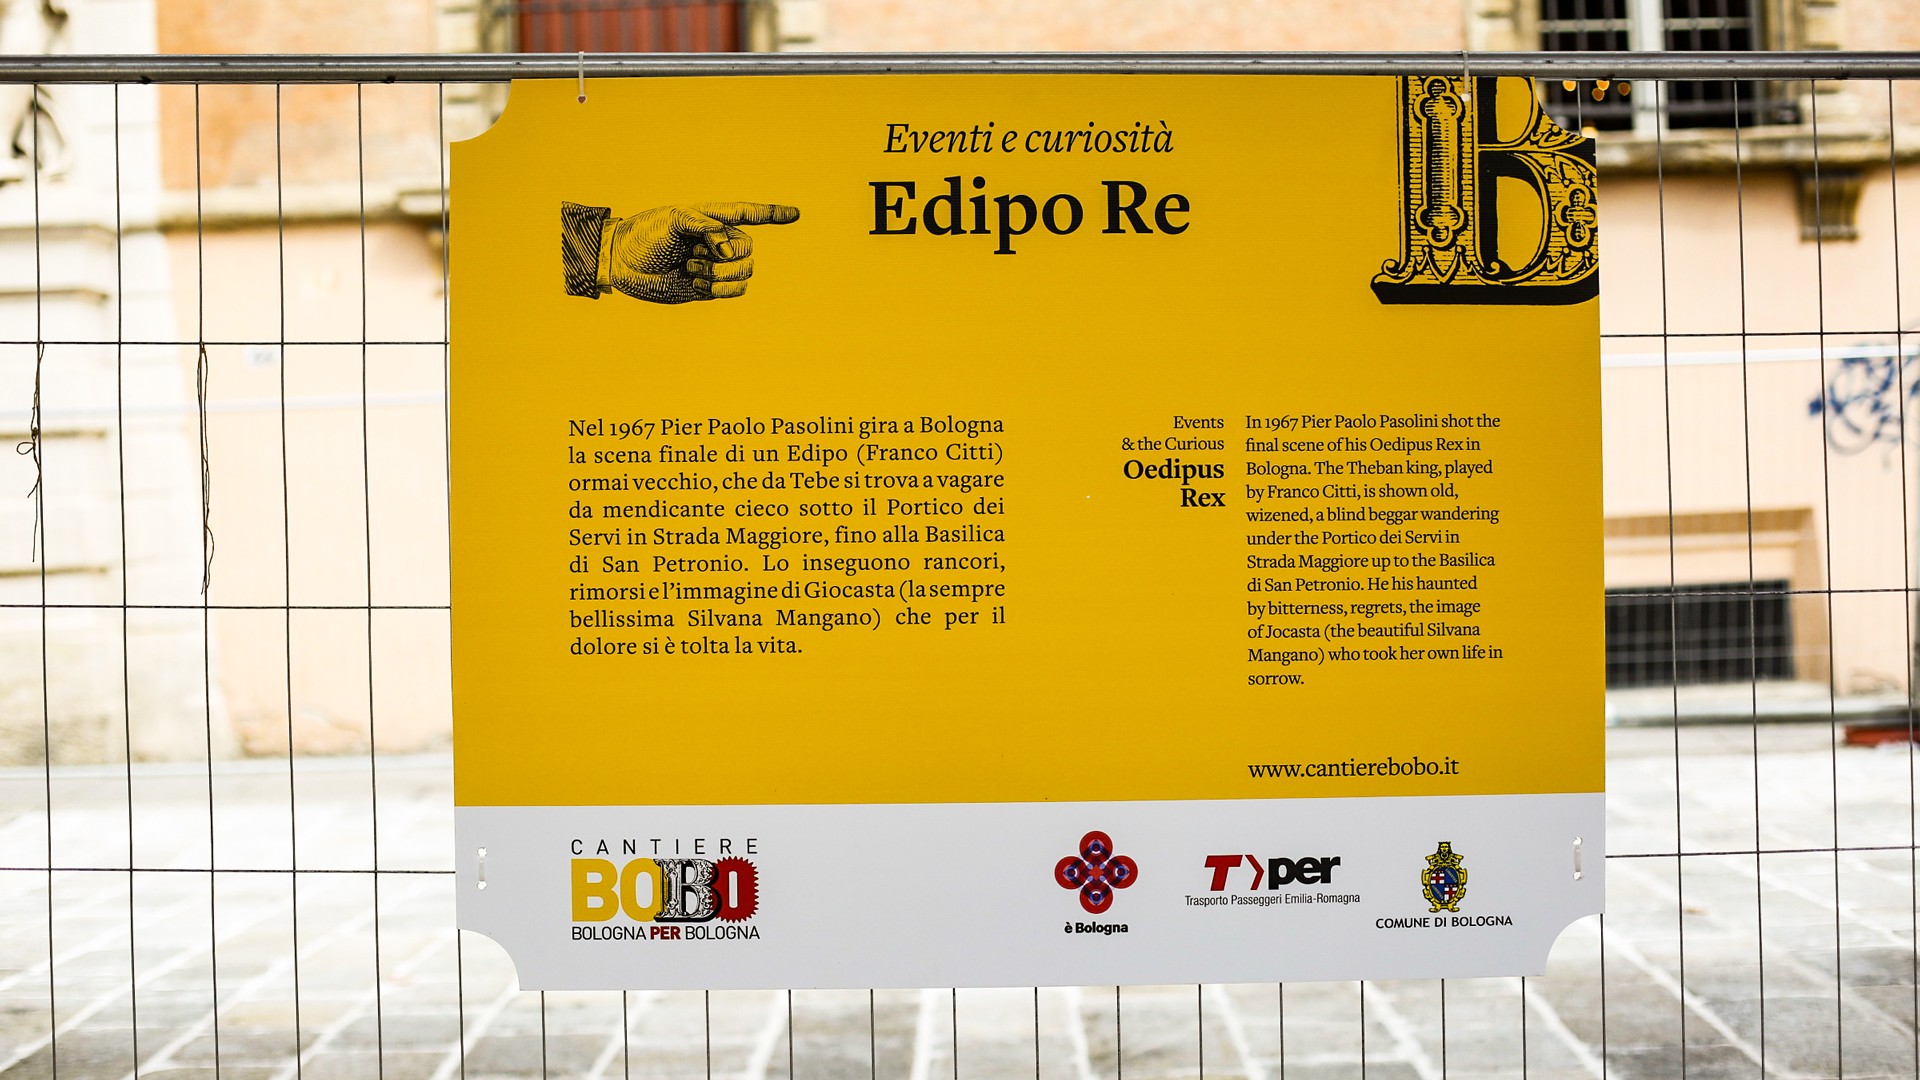 Eventi e curiosità
Edipo Re
B
Nel 1967 Pier Paolo Pasolini gira a Bologna
la scena finale di un Edipo (Franco Citti)
ormai vecchio, che da Tebe si trova a vagare
da mendicante cieco sotto il Portico dei
Servi in Strada Maggiore, fino alla Basilica
di San Petronio. Lo inseguono rancori,
rimorsi e l'immagine di Giocasta (la sempre
bellissima Silvana Mangano) che per il
dolore si è tolta la vita.
Events
& the Curious
Oedipus
Rex
In 1967 Pier Paolo Pasolini shot the
final scene of his Oedipus Rex in
Bologna. The Theban king, played
by Franco Citti, is shown old,
wizened, a blind beggar wandering
under the Portico dei Servi in
Strada Maggiore up to the Basilica
di San Petronio. He his haunted
by bitterness, regrets, the image
of Jocasta (the beautiful Silvana
Mangano) who took her own life in
sorrow.
www.cantierebobo.it
CANTIERE
BOBO
BOLOGNA PER BOLOGNA
è Bologna
T>per
Trasporto Passeggeri Emilia-Romagna
COMUNE DI BOLOGNA